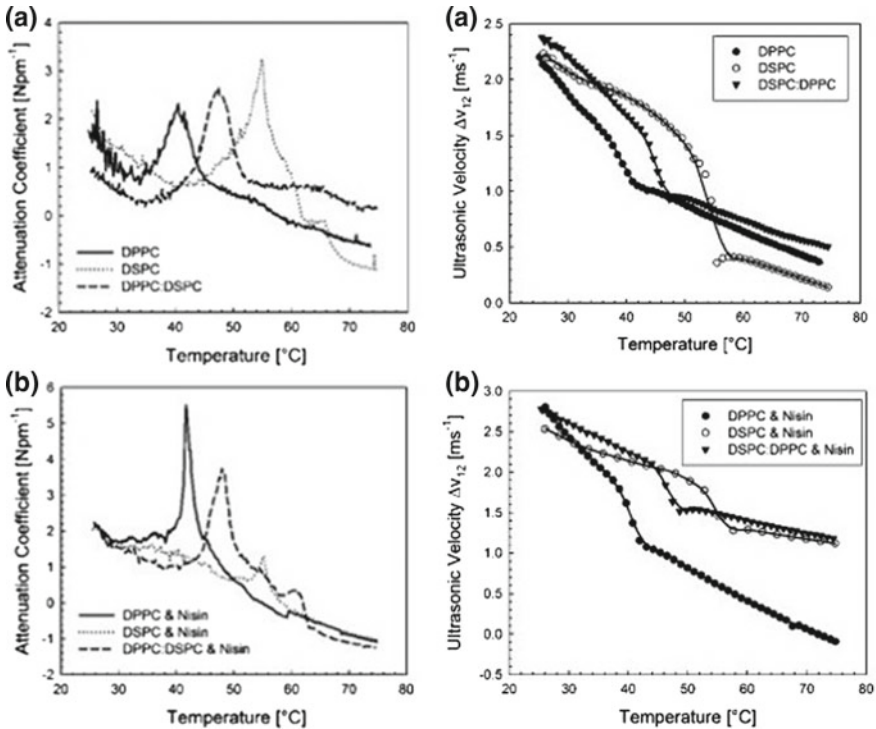 (a)
5
4
3
2
1
0
-1
-2
20 30 40 50 60 70 80
Attenuation Coefficient [Npm-1]
Temperature [°C]
DPPC
DSPC
DPPC:DSPC
(a)
2.5
2.0
1.5
1.0
0.5
0.0
20 30 40 50 60 70 80
Ultrasonic Velocity Δv12 [ms-1]
Temperature [°C]
DPPC
DSPC
DSPC:DPPC
(b)
6
5
4
3
2
1
0
-1
-2
20 30 40 50 60 70 80
Attenuation Coefficient [Npm-1]
Temperature [°C]
DPPC & Nisin
DSPC & Nisin
DPPC:DSPC & Nisin
(b)
3.0
2.5
2.0
1.5
1.0
0.5
0.0
-0.5
20 30 40 50 60 70 80
Ultrasonic Velocity Δv12 [ms-1]
Temperature [°C]
DPPC & Nisin
DSPC & Nisin
DSPC:DPPC & Nisin